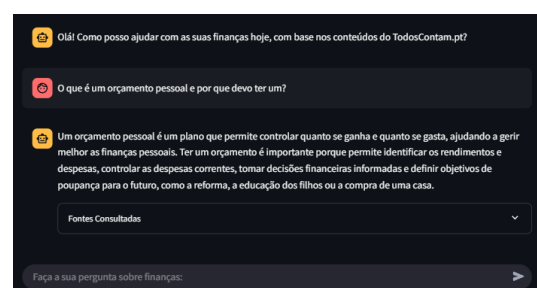 Olá! Como posso ajudar com as suas finanças hoje, com base nos conteúdos do TodosContam.pt?
O que é um orçamento pessoal e por que devo ter um?
Um orçamento pessoal é um plano que permite controlar quanto se ganha e quanto se gasta, ajudando a gerir
melhor as finanças pessoais. Ter um orçamento é importante porque permite identificar os rendimentos e
despesas, controlar as despesas correntes, tomar decisões financeiras informadas e definir objetivos de
poupança para o futuro, como a reforma, a educação dos filhos ou a compra de uma casa.
Fontes Consultadas
Faça a sua pergunta sobre finanças: